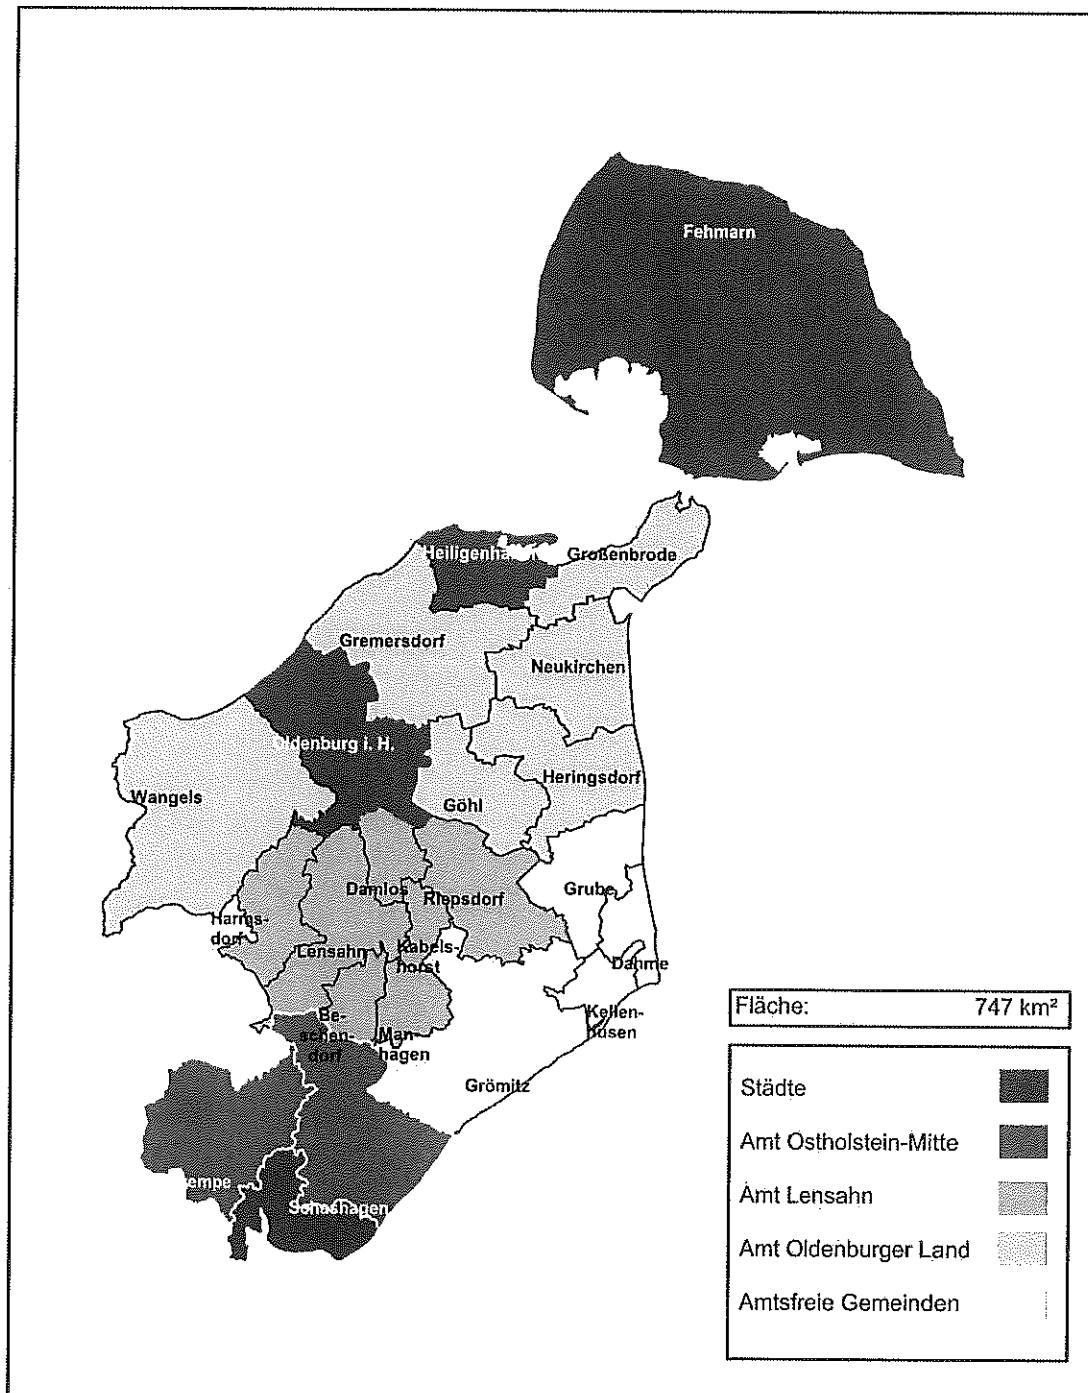 Fehmarn
Großenbrode
Gremersdorf
Neukirchen
Oldenburg i. H.
Heringsdorf
Wangels
Göhl
Damlos
Riepsdorf
Grube
Harms-
dorf
Lensahn
Kabels-
horst
Dahme
Be-
schen-
dorf
Man-
hagen
Kellen-
husen
Grömitz
Schashagen
Fläche: 747 km²
Städte
Amt Ostholstein-Mitte
Amt Lensahn
Amt Oldenburger Land
Amtsfreie Gemeinden